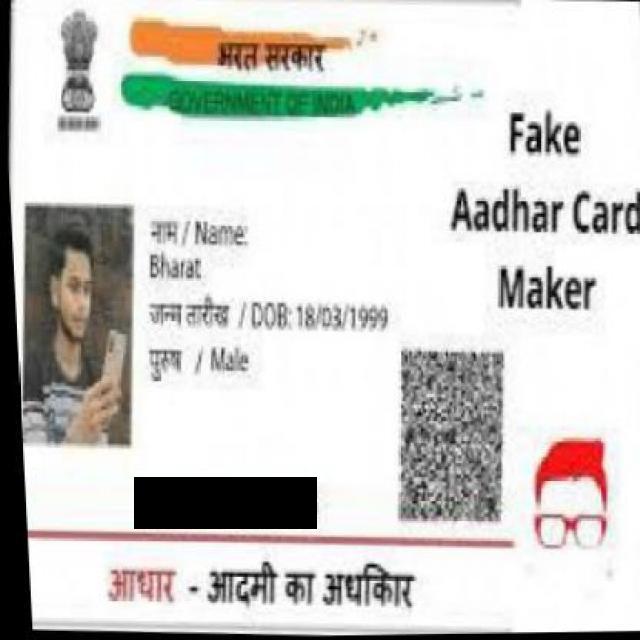 भारत सरकार
GOVERNMENT OF INDIA
Fake
Aadhar Card
Maker
नाम / Name:
Bharat
जन्म तारीख / DOB: 18/03/1999
पुरुष / Male
आधार - आदमी का अधिकार